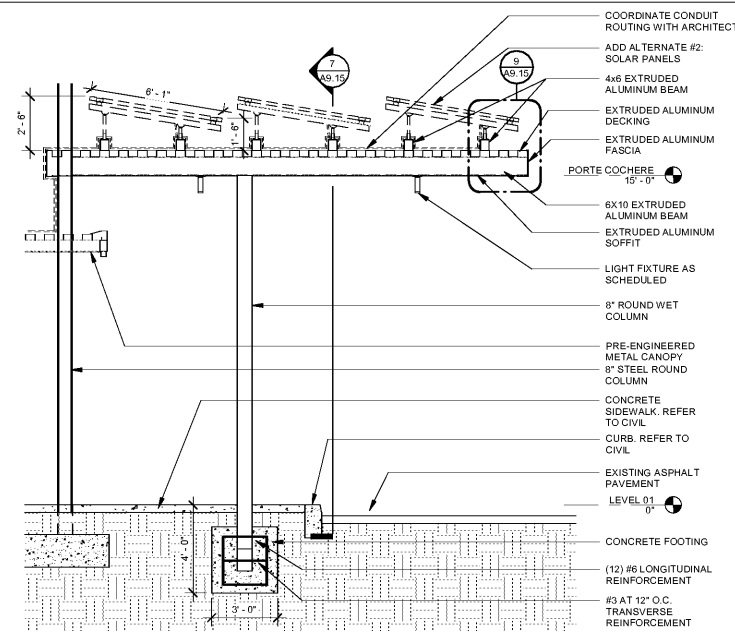 COORDINATE CONDUIT
ROUTING WITH ARCHITECT
7
A9.15
ADD ALTERNATE #2:
SOLAR PANELS
9
A9.15
4x6 EXTRUDED
ALUMINUM BEAM
6' - 1"
2' - 6"
1' - 6"
EXTRUDED ALUMINUM
DECKING
EXTRUDED ALUMINUM
FASCIA
PORTE COCHERE
15' - 0"
6X10 EXTRUDED
ALUMINUM BEAM
EXTRUDED ALUMINUM
SOFFIT
LIGHT FIXTURE AS
SCHEDULED
8" ROUND WET
COLUMN
PRE-ENGINEERED
METAL CANOPY
8" STEEL ROUND
COLUMN
CONCRETE
SIDEWALK. REFER
TO CIVIL
CURB. REFER TO
CIVIL
EXISTING ASPHALT
PAVEMENT
LEVEL 01
0"
4' - 0"
CONCRETE FOOTING
(12) #6 LONGITUDINAL
REINFORCEMENT
3' - 0"
#3 AT 12" O.C.
TRANSVERSE
REINFORCEMENT